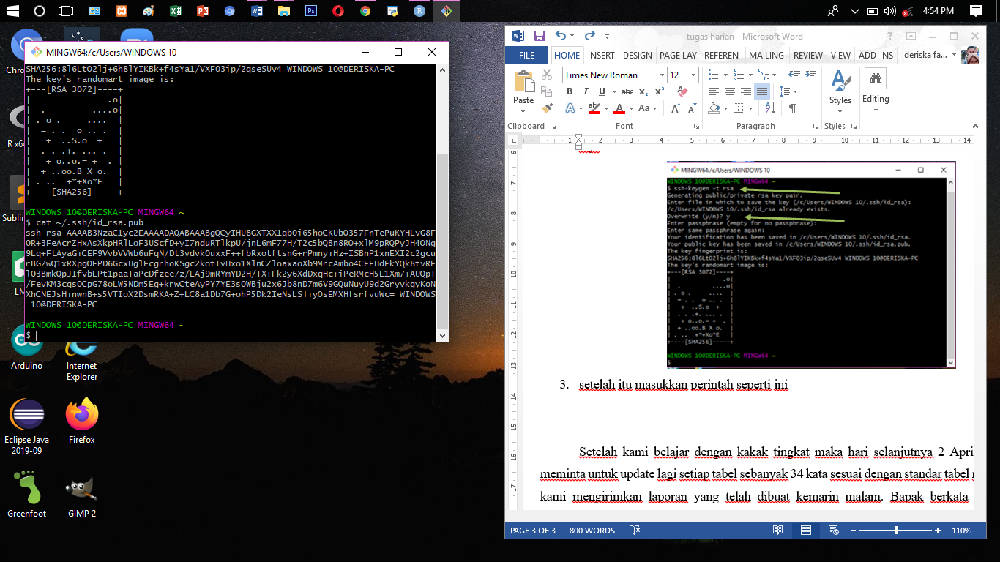 4:54 PM
MINGW64:/c/Users/WINDOWS 10
SHA256:8l6LtO2lj+6h8lYIKBk+f4sYa1/VXFO3ip/2qseSUv4 WINDOWS 10@DERISKA-PC
The key's randomart image is:
+---[RSA 3072]----+
|               .o|
|  .         ....o|
| . o .     ....  |
|  = . .  o .. .  |
|   +  ..S.o  +   |
|  . . .+. ... .  |
|   + o..o.= +  . |
|  + ..oo.B X o.  |
| . ..  +*+Xo*E   |
+----[SHA256]-----+
WINDOWS 10@DERISKA-PC MINGW64 ~
$ cat ~/.ssh/id_rsa.pub
ssh-rsa AAAAB3NzaC1yc2EAAAADAQABAAABgQCyIHU8GXTXX1qbOi65hoCKUbO357FnTePuKYHLvG8F
OR+3FeAcrZHxAsXkpHRlLoF3UScfD+yI7nduRTlkpU/jnL6mF77H/T2c5bQBn8RO+xlM9pRQPyJH4ONg
9Lq+FtAyaGiCEF9VvbVVWb6uFqN/Dt3vdvkOuxxF++fbRxotftsnG+rPmnyiHz+ISBnP1xnEXI2c2gcu
rBG2wQ1xRXpgOEPD6GcxUglFcgrhoKSgc2kotIvHxo1XlnCZloaxaoXb9MrcAmbo4CFEHdEkYQk8tvRF
lO3BmkQpJIfvbEPt1paaTaPcDfzee7z/EAj9mRYmYD2H/TX+Fk2y6XdDxqHc+iPeRMcH5E1Xm7+AUQpT
/FevKM3cqsOCpG78oLW5NDm5Eg+krwCteAyPY7YE3sOWBju2x6Jb8nD7m6V9GQuNuyU9d2GryvkgyKoN
XhCNEJsHinwnB+s5VTIoX2DsmRKA+Z+LC8a1Db7G+ohP5Dk2IeNsLSliyOsEMXHfsrfvuWc= WINDOWS
 10@DERISKA-PC
WINDOWS 10@DERISKA-PC MINGW64 ~
$
Arduino
Internet
Explorer
Eclipse Java
2019-09
Firefox
Greenfoot
GIMP 2
tugas harian - Microsoft Word
FILE HOME INSERT DESIGN PAGE LAY REFEREN MAILING REVIEW VIEW ADD-INS deriska fa...
Times New Roman 12
Paste
Styles
Editing
Clipboard Font Paragraph Styles
MINGW64:/c/Users/WINDOWS 10
WINDOWS 10@DERISKA-PC MINGW64 ~
$ ssh-keygen -t rsa
Generating public/private rsa key pair.
Enter file in which to save the key (/c/Users/WINDOWS 10/.ssh/id_rsa):
/c/Users/WINDOWS 10/.ssh/id_rsa already exists.
Overwrite (y/n)? y
Enter passphrase (empty for no passphrase):
Enter same passphrase again:
Your identification has been saved in /c/Users/WINDOWS 10/.ssh/id_rsa.
Your public key has been saved in /c/Users/WINDOWS 10/.ssh/id_rsa.pub.
The key fingerprint is:
SHA256:8l6LtO2lj+6h8lYIKBk+f4sYa1/VXFO3ip/2qseSUv4 WINDOWS 10@DERISKA-PC
The key's randomart image is:
+---[RSA 3072]----+
|               .o|
|  .         ....o|
| . o .     ....  |
|  = . .  o .. .  |
|   +  ..S.o  +   |
|  . . .+. ... .  |
|   + o..o.= +  . |
|  + ..oo.B X o.  |
| . ..  +*+Xo*E   |
+----[SHA256]-----+
WINDOWS 10@DERISKA-PC MINGW64 ~
$
3. setelah itu masukkan perintah seperti ini
Setelah kami belajar dengan kakak tingkat maka hari selanjutnya 2 Apri
meminta untuk update lagi setiap tabel sebanyak 34 kata sesuai dengan standar tabel
kami mengirimkan laporan yang telah dibuat kemarin malam. Bapak berkata
PAGE 3 OF 3 800 WORDS 110%